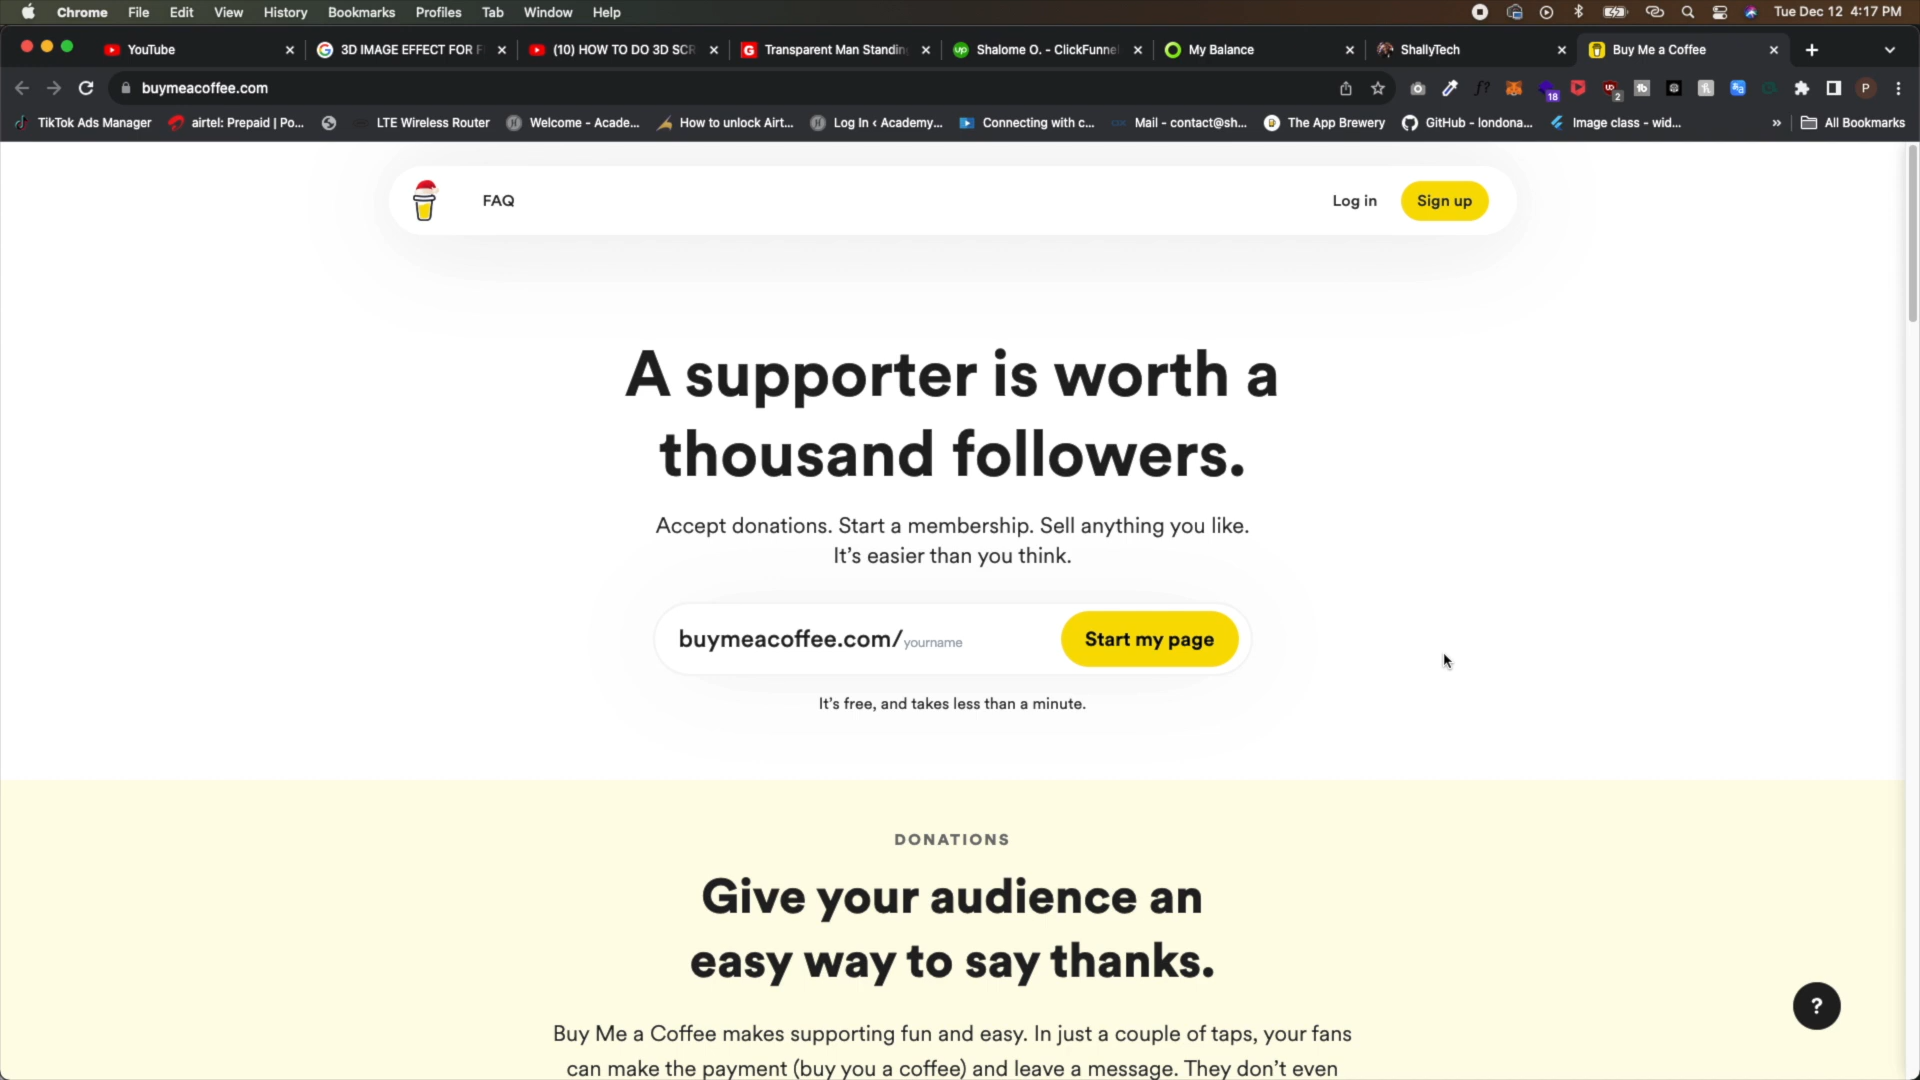 Chrome File Edit View History Bookmarks Profiles Tab Window Help Tue Dec 12 4:17 PM
YouTube 3D IMAGE EFFECT FOR F (10) HOW TO DO 3D SCR Transparent Man Standin Shalome O. - ClickFunnel My Balance ShallyTech Buy Me a Coffee
buymeacoffee.com 18 2 P
TikTok Ads Manager airtel: Prepaid | Po... LTE Wireless Router Welcome - Acade... How to unlock Airt... Log In ‹ Academy... Connecting with c... Mail - contact@sh... The App Brewery GitHub - londona... Image class - wid... » All Bookmarks
FAQ Log in Sign up
A supporter is worth a
thousand followers.
Accept donations. Start a membership. Sell anything you like.
It's easier than you think.
buymeacoffee.com/yourname Start my page
It's free, and takes less than a minute.
DONATIONS
Give your audience an
easy way to say thanks.
Buy Me a Coffee makes supporting fun and easy. In just a couple of taps, your fans
can make the payment (buy you a coffee) and leave a message. They don't even
?